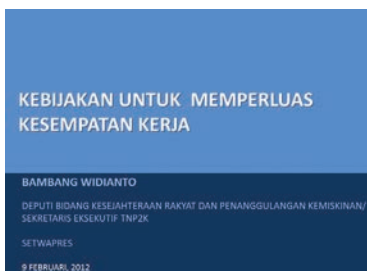 KEBIJAKAN UNTUK MEMPERLUAS
KESEMPATAN KERJA
BAMBANG WIDIANTO
DEPUTI BIDANG KESEJAHTERAAN RAKYAT DAN PENANGGULANGAN KEMISKINAN/
SEKRETARIS EKSEKUTIF TNP2K
SETWAPRES
9 FEBRUARI, 2012